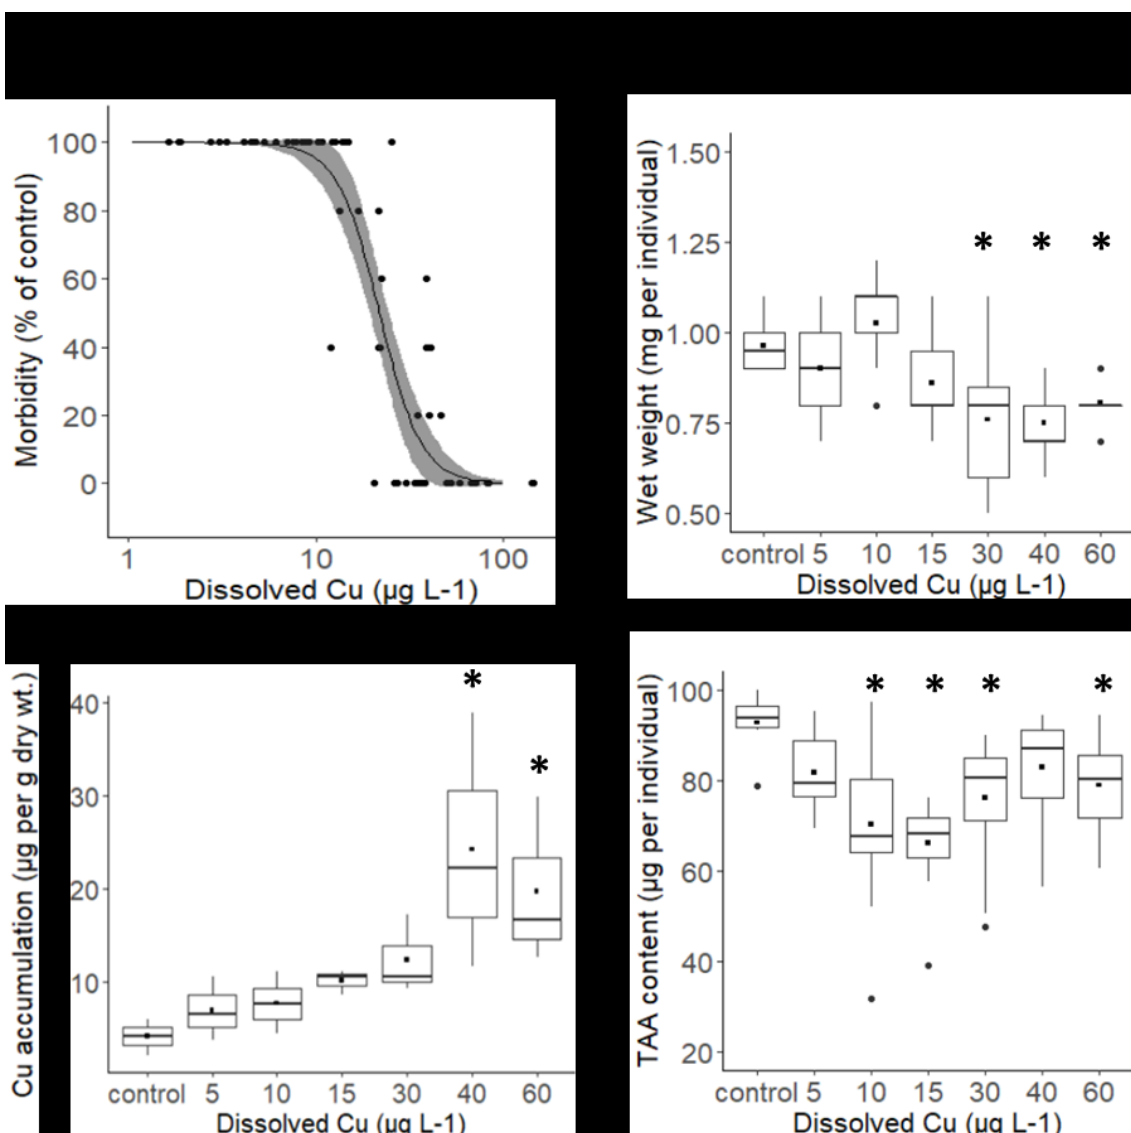 Morbidity (% of control)
100
80
60
40
20
0
1 10 100
Dissolved Cu (µg L-1)
Wet weight (mg per individual)
1.50
1.25
* * *
1.00
0.75
0.50
control 5 10 15 30 40 60
Dissolved Cu (µg L-1)
Cu accumulation (µg per g dry wt.)
*
40
*
30
20
10
control 5 10 15 30 40 60
Dissolved Cu (µg L-1)
TAA content (µg per individual)
* * * *
100
80
60
40
20
control 5 10 15 30 40 60
Dissolved Cu (µg L-1)